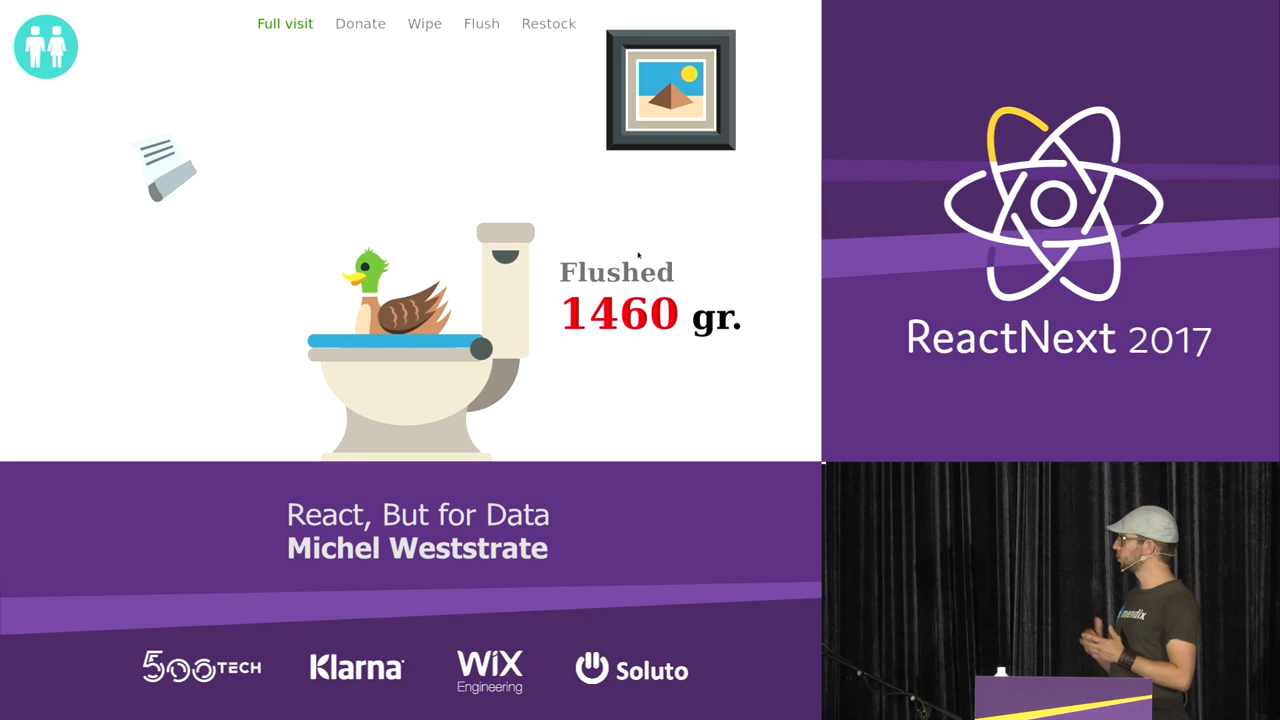 Full visit Donate Wipe Flush Restock
Flushed
1460 gr.
ReactNext 2017
React, But for Data
Michel Weststrate
500TECH Klarna WiX Engineering Soluto
mendix